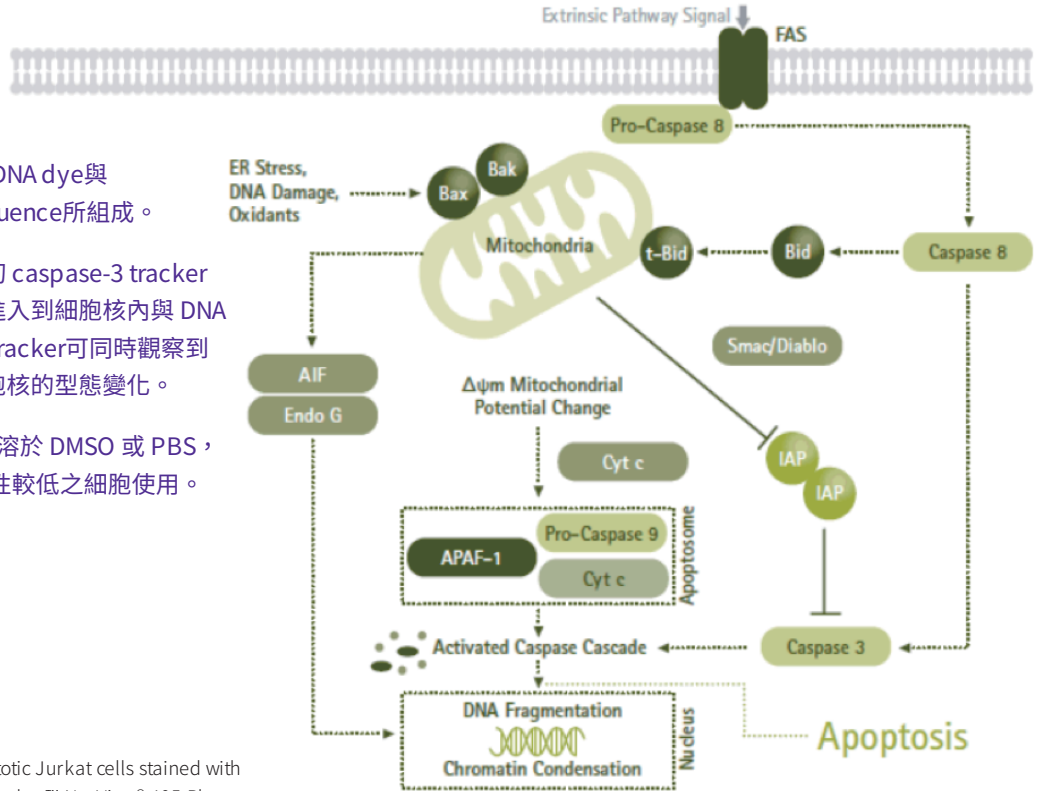 Extrinsic Pathway Signal
FAS
Pro-Caspase 8
DNA dye與
uence所組成。
caspase-3 tracker
進入到細胞核內與 DNA
racker可同時觀察到
胞核的型態變化。
溶於 DMSO 或 PBS，
性較低之細胞使用。
ER Stress,
DNA Damage,
Oxidants
Bax
Bak
Mitochondria
t-Bid
Bid
Caspase 8
Smac/Diablo
AIF
Endo G
Δψm Mitochondrial
Potential Change
Cyt c
IAP
IAP
APAF-1
Pro-Caspase 9
Cyt c
Apoptosome
Activated Caspase Cascade
Caspase 3
DNA Fragmentation
Chromatin Condensation
Nucleus
Apoptosis
totic Jurkat cells stained with